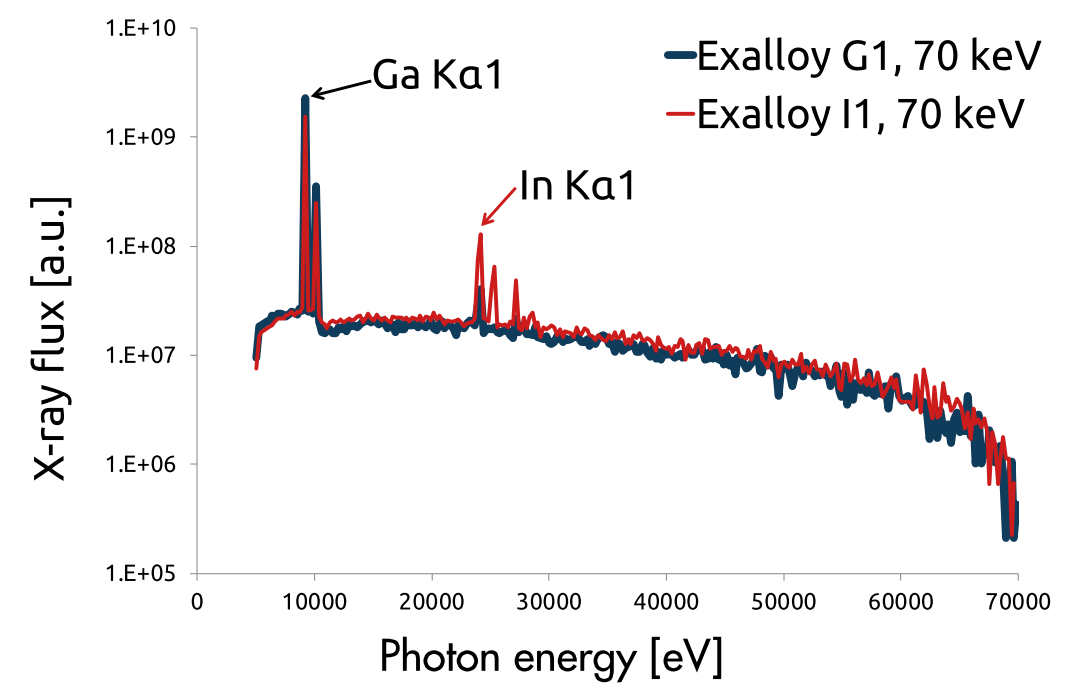 Exalloy G1, 70 keV
Exalloy I1, 70 keV
Ga Kα1
In Kα1
X-ray flux [a.u.]
1.E+10
1.E+09
1.E+08
1.E+07
1.E+06
1.E+05
0 10000 20000 30000 40000 50000 60000 70000
Photon energy [eV]